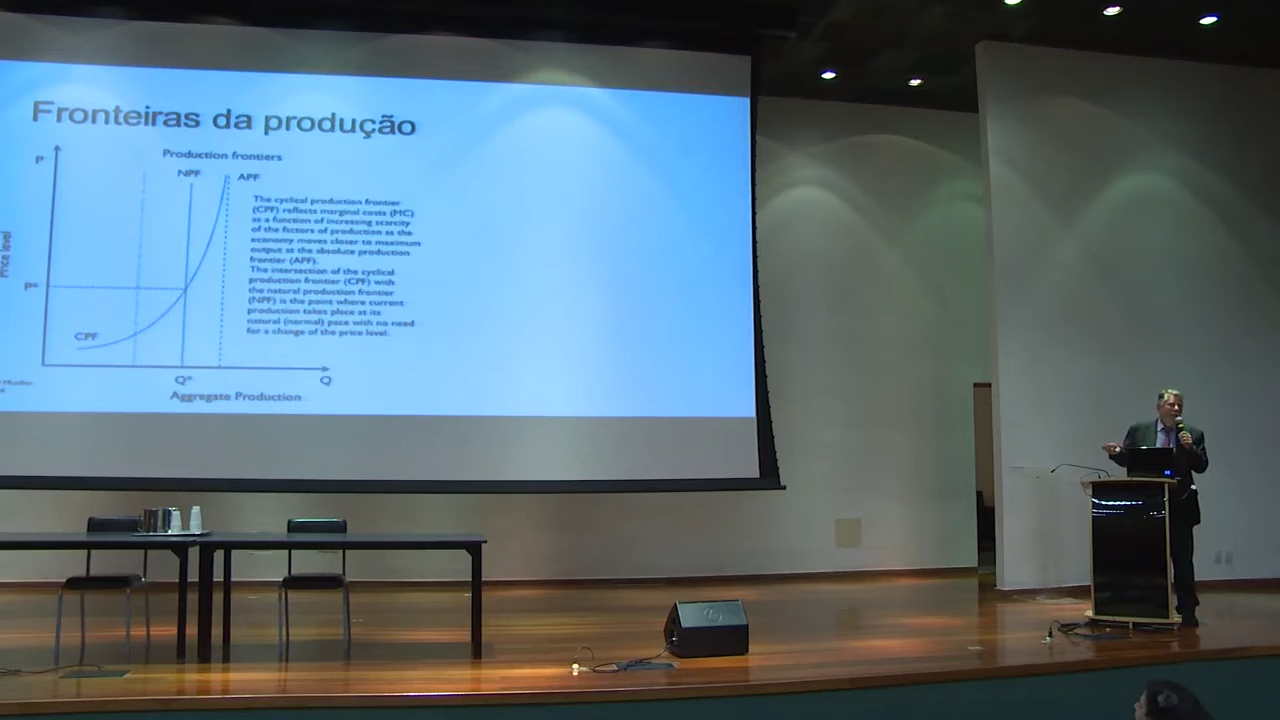 Fronteiras da produção
Production frontiers
P
NPF
APF
The cyclical production frontier
(CPF) reflects marginal costs (MC)
as a function of increasing scarcity
of the factors of production as the
economy moves closer to maximum
output at the absolute production
frontier (APF).
The intersection of the cyclical
production frontier (CPF) with
the natural production frontier
(NPF) is the point where current
production takes place at its
natural (normal) pace with no need
for a change of the price level.
Price level
P*
CPF
Q*
Q
Aggregate Production